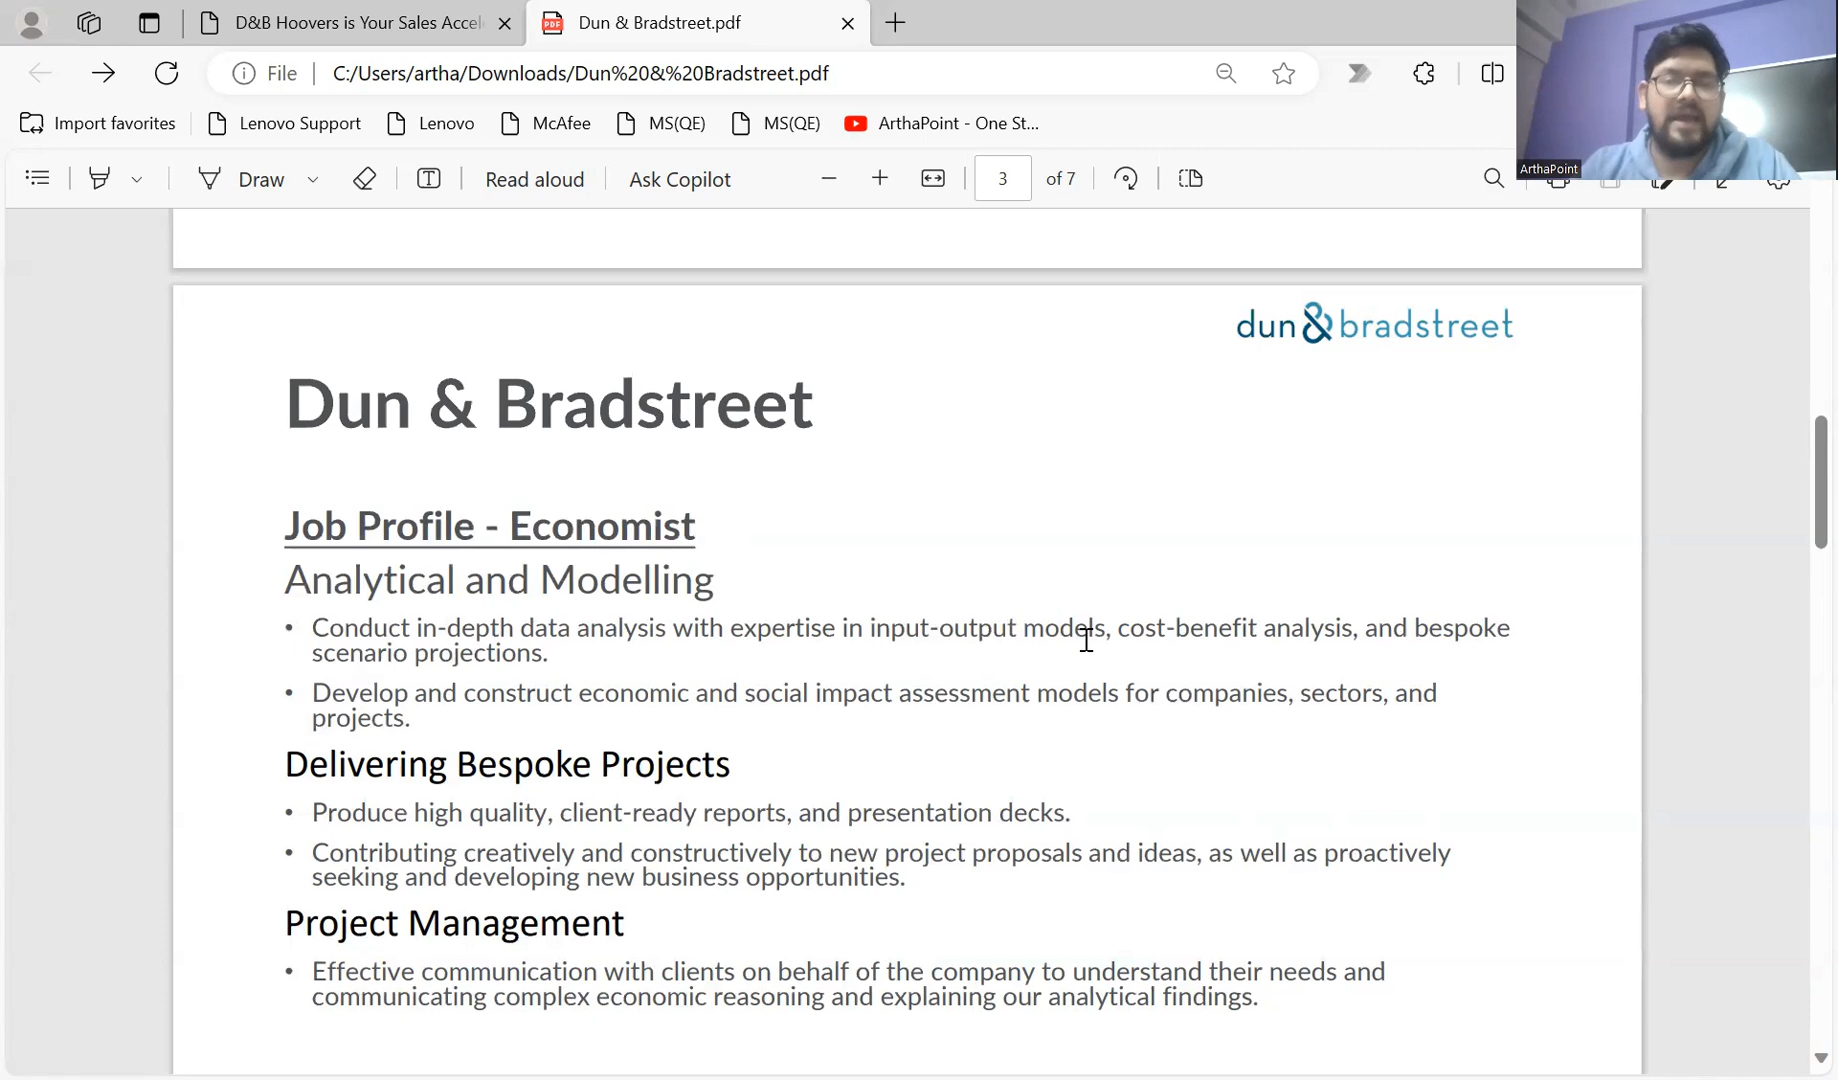 D&B Hoovers is Your Sales Accel
Dun & Bradstreet.pdf
File
C:/Users/artha/Downloads/Dun%20&%20Bradstreet.pdf
Import favorites
Lenovo Support
Lenovo
McAfee
MS(QE)
MS(QE)
ArthaPoint - One St...
ArthaPoint
Draw
Read aloud
Ask Copilot
3
of 7
dun & bradstreet
Dun & Bradstreet
Job Profile - Economist
Analytical and Modelling
• Conduct in-depth data analysis with expertise in input-output models, cost-benefit analysis, and bespoke
scenario projections.
• Develop and construct economic and social impact assessment models for companies, sectors, and
projects.
Delivering Bespoke Projects
• Produce high quality, client-ready reports, and presentation decks.
• Contributing creatively and constructively to new project proposals and ideas, as well as proactively
seeking and developing new business opportunities.
Project Management
• Effective communication with clients on behalf of the company to understand their needs and
communicating complex economic reasoning and explaining our analytical findings.